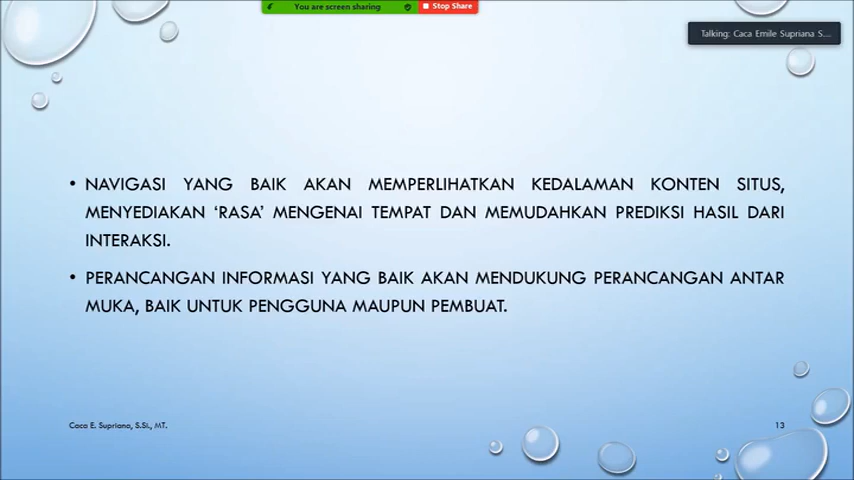 You are screen sharing
Stop Share
Talking: Caca Emile Supriana S....
• NAVIGASI YANG BAIK AKAN MEMPERLIHATKAN KEDALAMAN KONTEN SITUS,
MENYEDIAKAN ‘RASA’ MENGENAI TEMPAT DAN MEMUDAHKAN PREDIKSI HASIL DARI
INTERAKSI.
• PERANCANGAN INFORMASI YANG BAIK AKAN MENDUKUNG PERANCANGAN ANTAR
MUKA, BAIK UNTUK PENGGUNA MAUPUN PEMBUAT.
Caca E. Supriana, S.Si., MT.
13